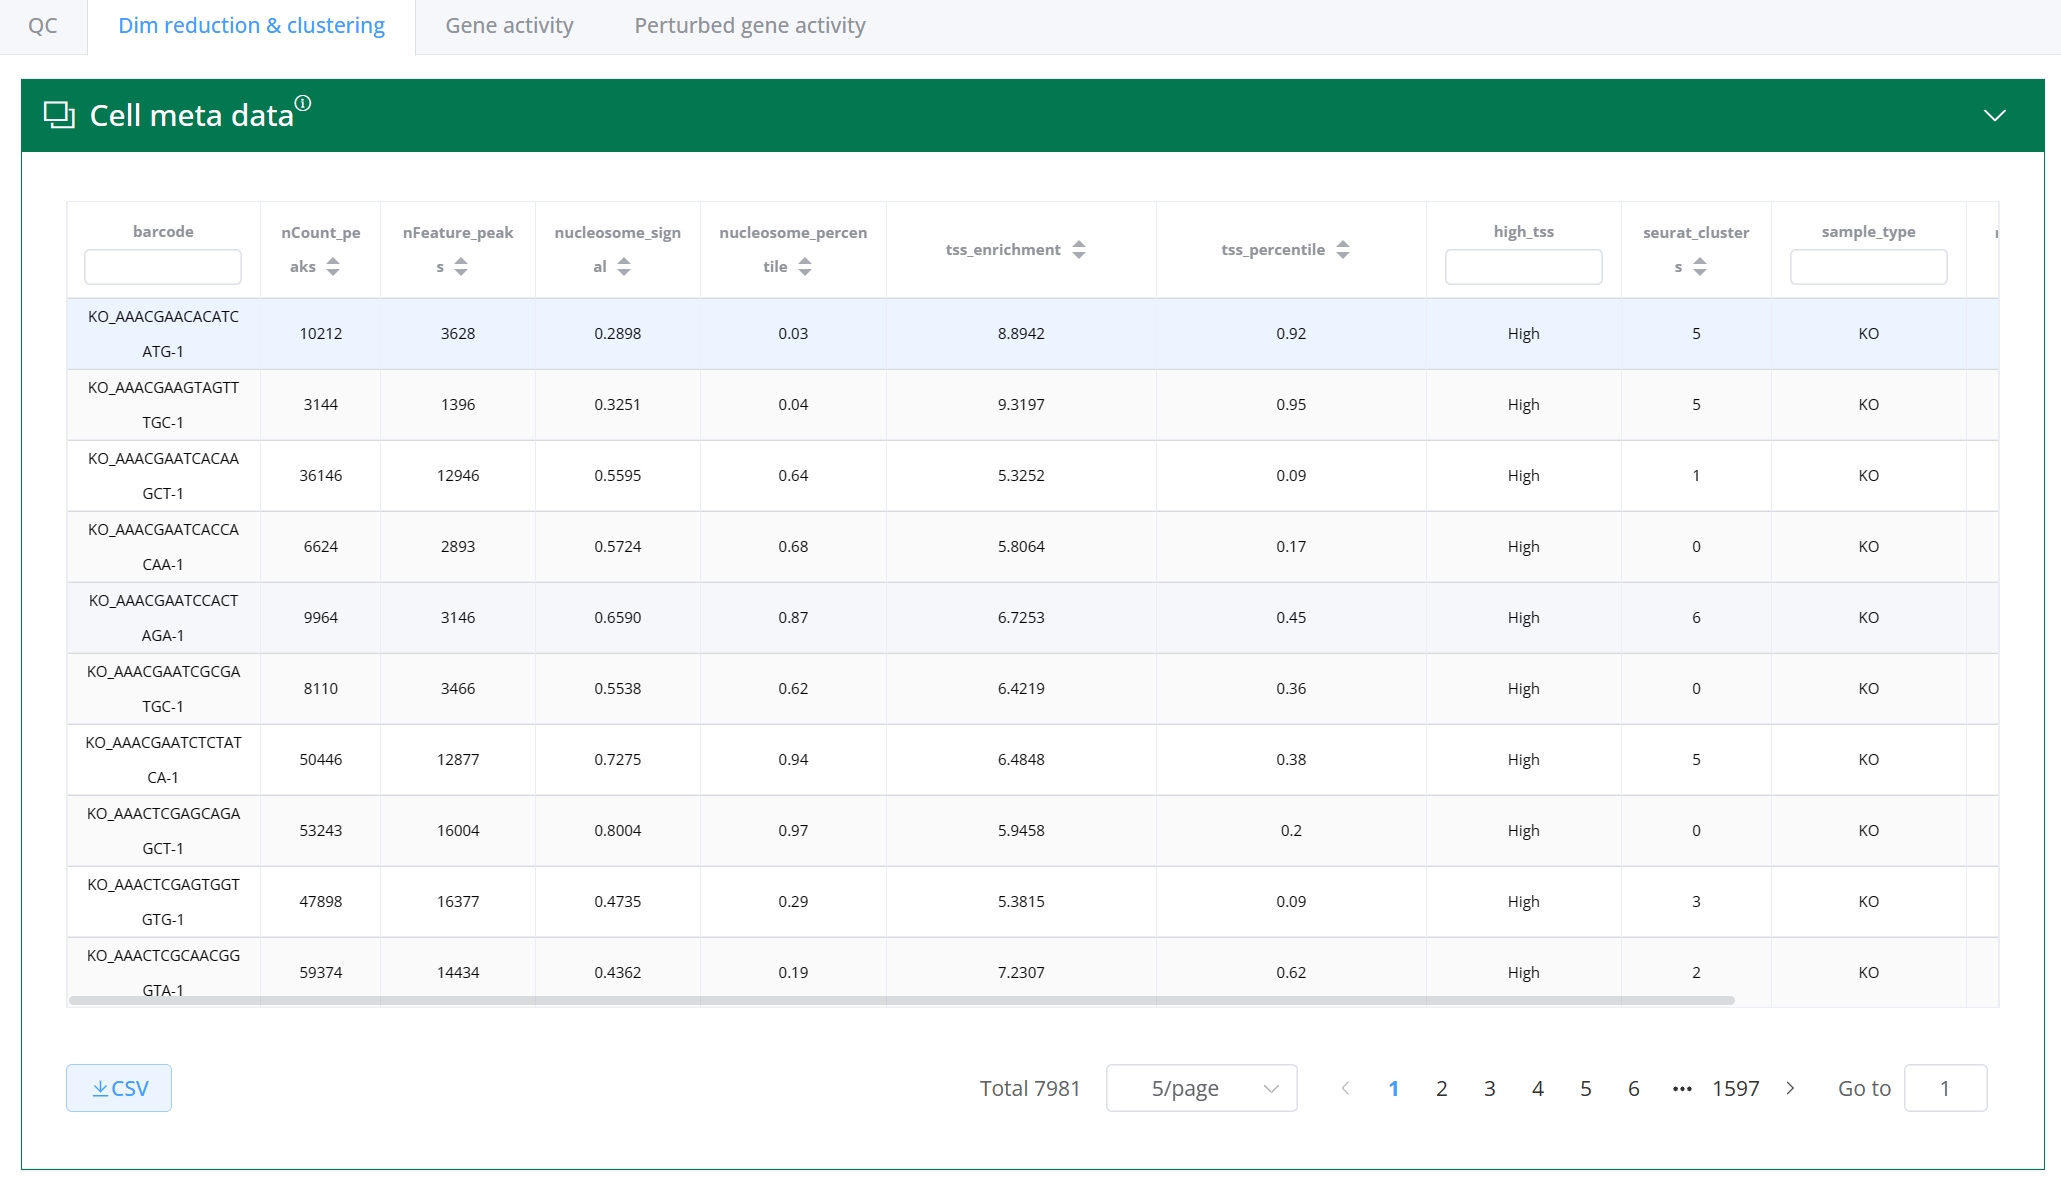 QC Dim reduction & clustering Gene activity Perturbed gene activity
Cell meta data
barcode nCount_peaks nFeature_peaks nucleosome_signal nucleosome_percentile tss_enrichment tss_percentile high_tss seurat_clusters sample_type
KO_AAACGAACACATCATG-1 10212 3628 0.2898 0.03 8.8942 0.92 High 5 KO
KO_AAACGAAGTAGTTTGC-1 3144 1396 0.3251 0.04 9.3197 0.95 High 5 KO
KO_AAACGAATCACAAGCT-1 36146 12946 0.5595 0.64 5.3252 0.09 High 1 KO
KO_AAACGAATCACCACAA-1 6624 2893 0.5724 0.68 5.8064 0.17 High 0 KO
KO_AAACGAATCCACTAGA-1 9964 3146 0.6590 0.87 6.7253 0.45 High 6 KO
KO_AAACGAATCGCGATGC-1 8110 3466 0.5538 0.62 6.4219 0.36 High 0 KO
KO_AAACGAATCTCTATCA-1 50446 12877 0.7275 0.94 6.4848 0.38 High 5 KO
KO_AAACTCGAGCAGAGCT-1 53243 16004 0.8004 0.97 5.9458 0.2 High 0 KO
KO_AAACTCGAGTGGTGTG-1 47898 16377 0.4735 0.29 5.3815 0.09 High 3 KO
KO_AAACTCGCAACGGGTA-1 59374 14434 0.4362 0.19 7.2307 0.62 High 2 KO
CSV Total 7981 5/page 1 2 3 4 5 6 ••• 1597 Go to 1